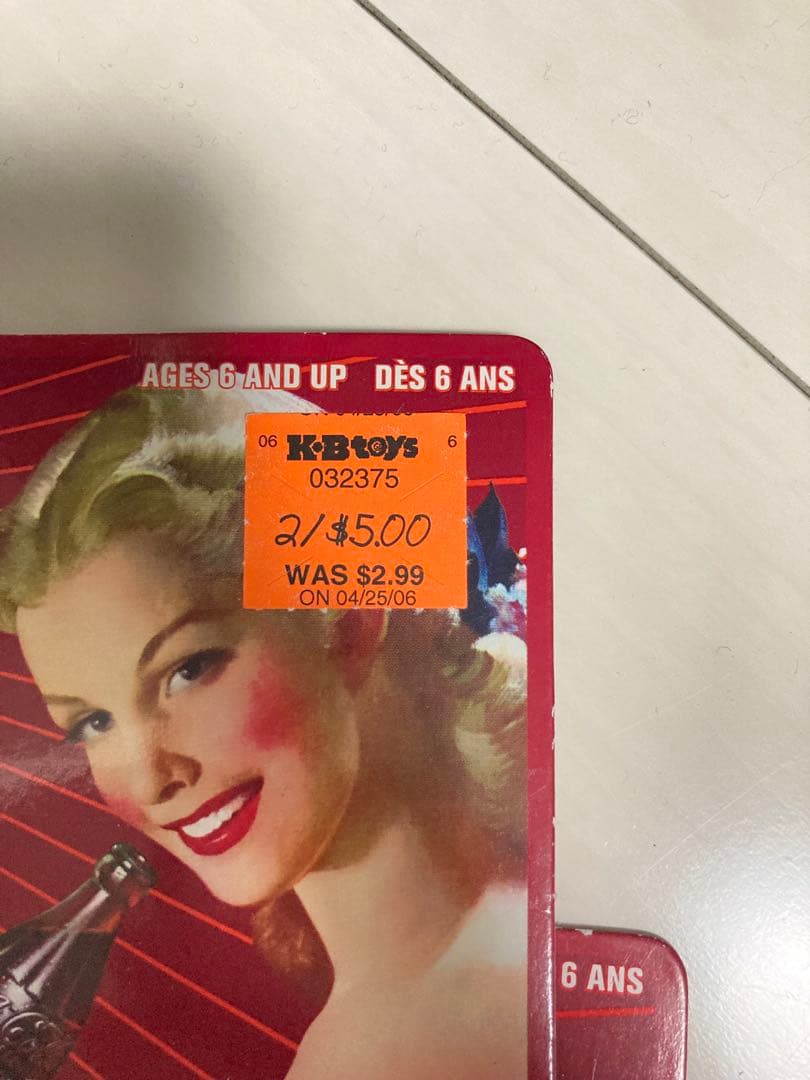 AGES 6 AND UP DÈS 6 ANS
06 K·B toys 6
032375
2/$5.00
WAS $2.99
ON 04/25/06
6 ANS